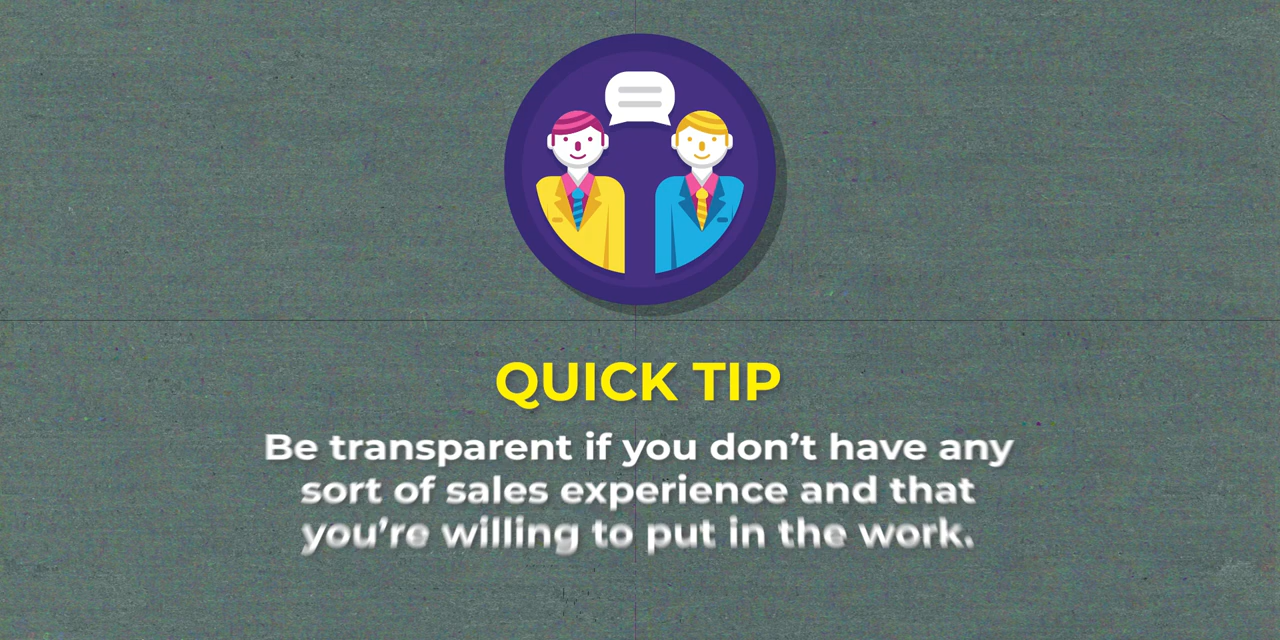 QUICK TIP
Be transparent if you don’t have any
sort of sales experience and that
you’re willing to put in the work.